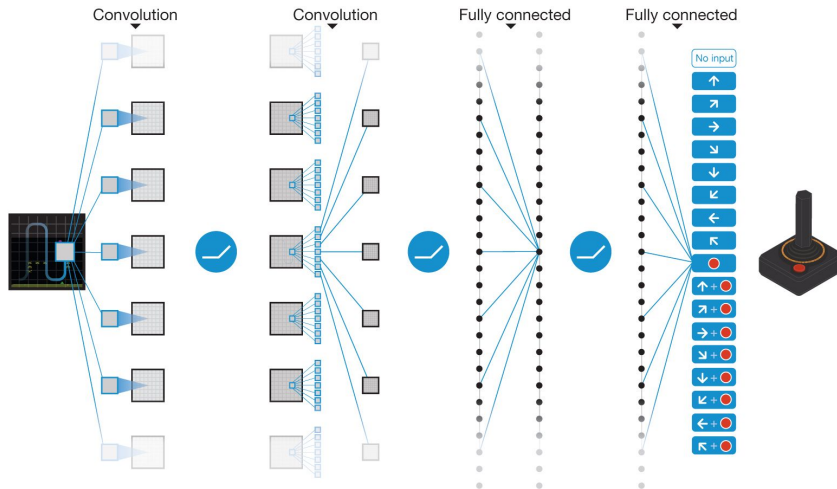 Convolution
Convolution
Fully connected
Fully connected
No input
+
+
+
+
+
+
+
+